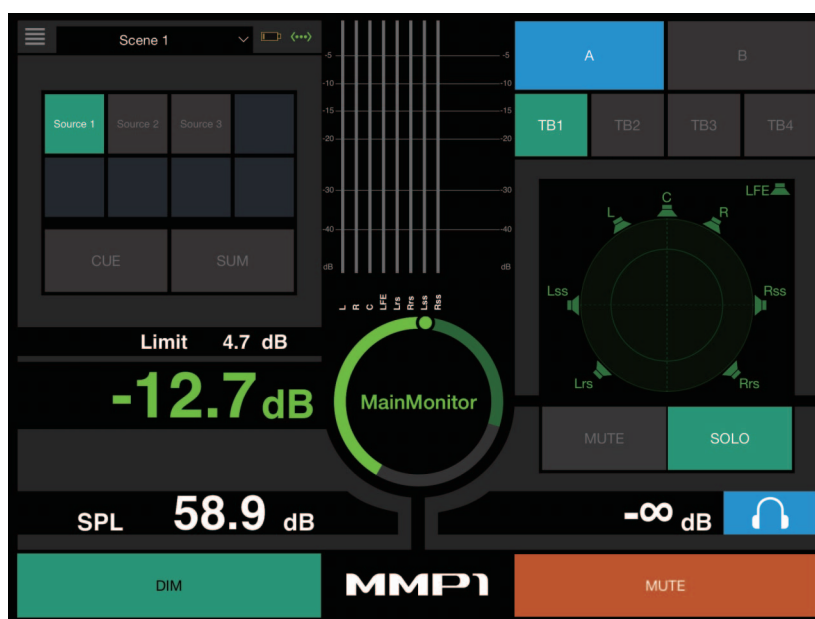 Scene 1
A
B
Source 1
Source 2
Source 3
CUE
SUM
-5
-5
-10
-10
-15
-15
-20
-20
-30
-30
-40
-40
dB
dB
L
R
C
LFE
Lrs
Rrs
Lss
Rss
TB1
TB2
TB3
TB4
LFE
C
L
R
Lss
Rss
Lrs
Rrs
Limit 4.7 dB
-12.7 dB
MainMonitor
MUTE
SOLO
SPL 58.9 dB
-∞ dB
DIM
MMP1
MUTE